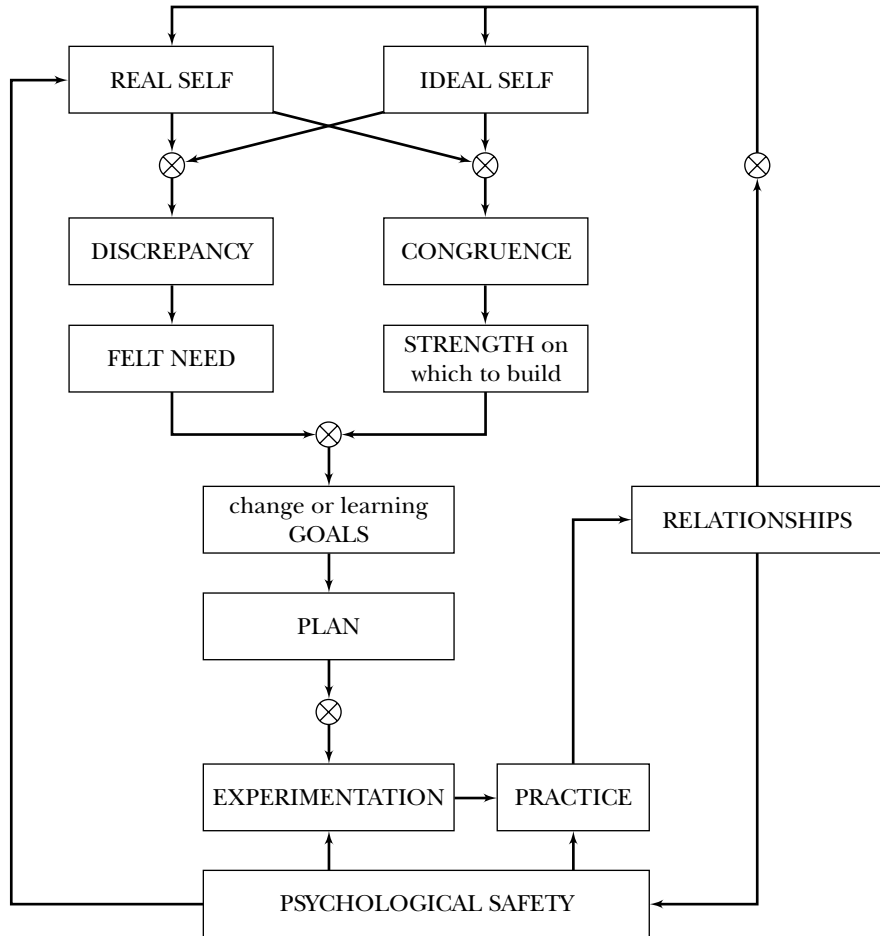 REAL SELF
IDEAL SELF
DISCREPANCY
CONGRUENCE
FELT NEED
STRENGTH on
which to build
change or learning
GOALS
RELATIONSHIPS
PLAN
EXPERIMENTATION
PRACTICE
PSYCHOLOGICAL SAFETY